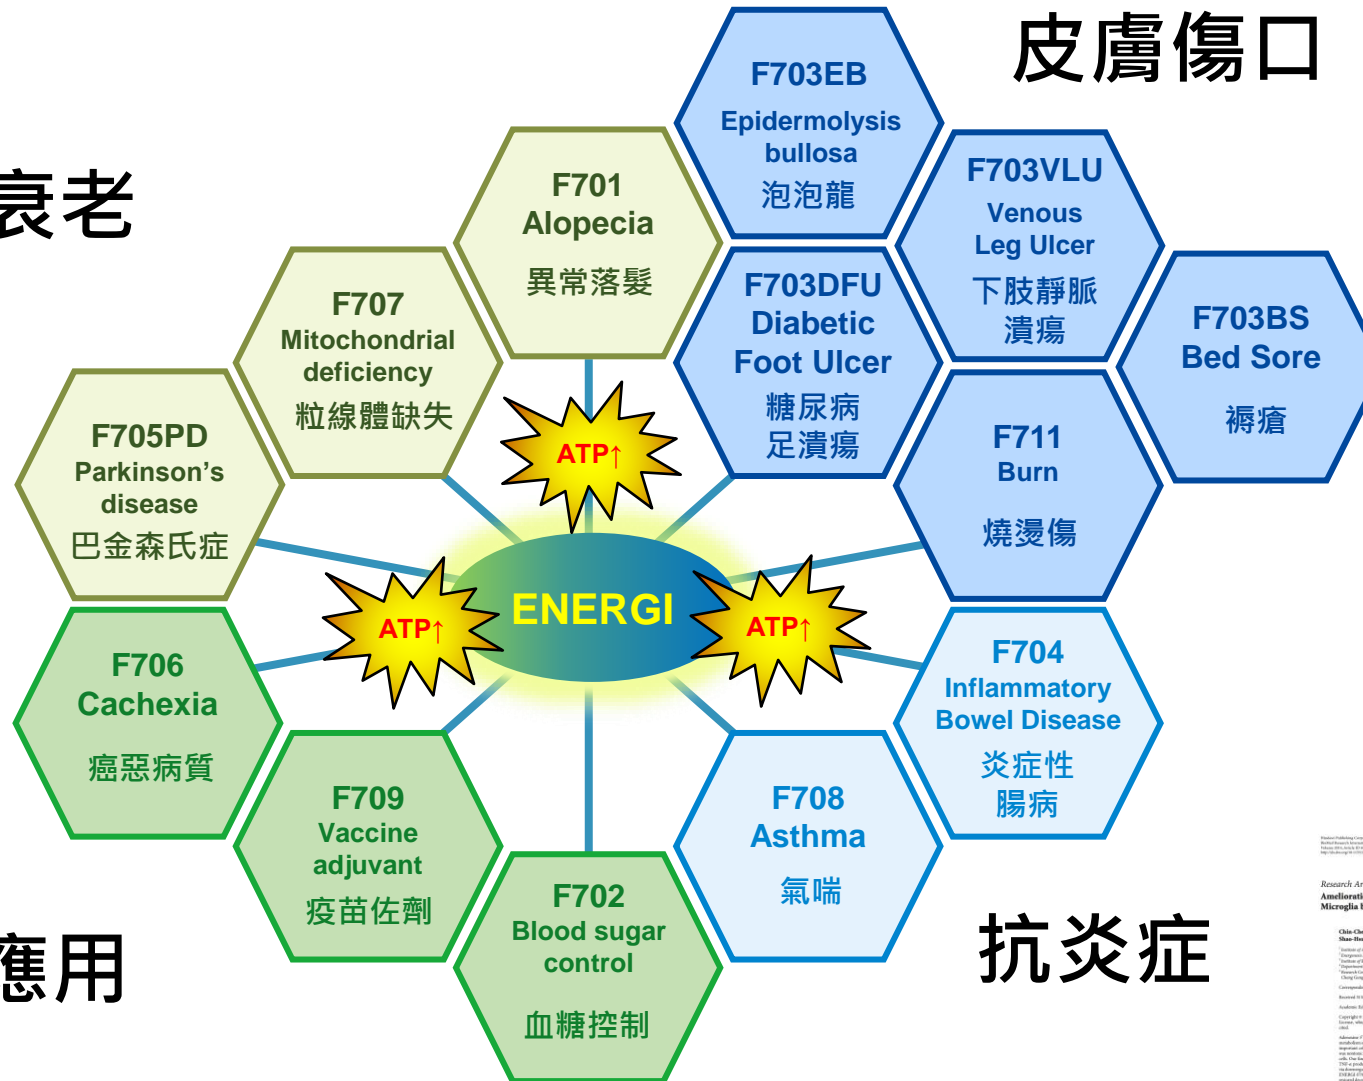 皮膚傷口
衰老
F703EB
Epidermolysis
bullosa
泡泡龍
F701
Alopecia
異常落髮
F703VLU
Venous
Leg Ulcer
下肢靜脈
潰瘍
F707
Mitochondrial
deficiency
粒線體缺失
F703DFU
Diabetic
Foot Ulcer
糖尿病
足潰瘍
F703BS
Bed Sore
褥瘡
F705PD
Parkinson’s
disease
巴金森氏症
ATP↑
F711
Burn
燒燙傷
ENERGI
ATP↑
ATP↑
F706
Cachexia
癌惡病質
F704
Inflammatory
Bowel Disease
炎症性
腸病
F709
Vaccine
adjuvant
疫苗佐劑
F708
Asthma
氣喘
F702
Blood sugar
control
血糖控制
應用
抗炎症
Research Ar
Ameliorati
Microglia b